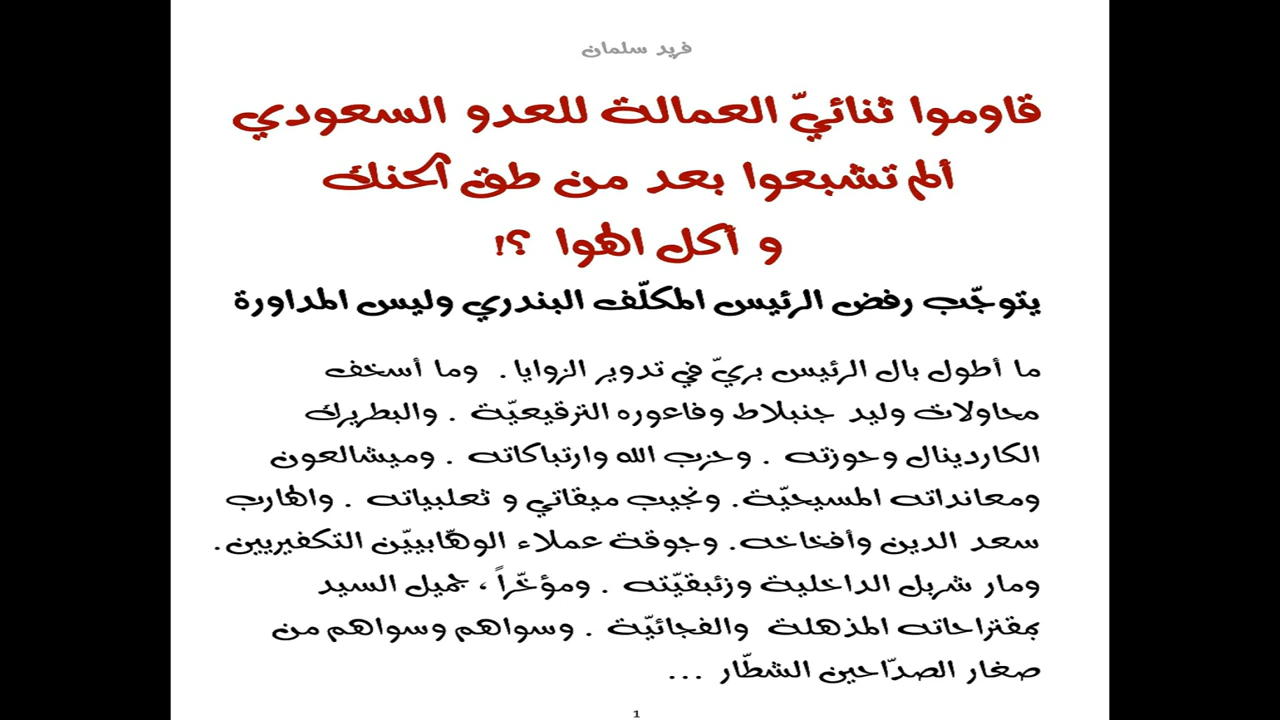 فريد سلمان
قاوموا ثنائيّ العمالة للعدو السعودي
ألم تشبعوا بعد من طق الحنك
و أكل الهوا ؟!
يتوجّب رفض الرئيس المكلّف البندري وليس المداورة
ما أطول بال الرئيس بريّ في تدوير الزوايا . وما أسخف
محاولات وليد جنبلاط وفاعوره الترقيعيّة . والبطريرك
الكاردينال وحوزته . وحزب الله وارتباكاته . وميشالعون
ومعانداته المسيحيّة. ونجيب ميقاتي و ثعلبياته . والهارب
سعد الدين وأفخاخه. وجوقة عملاء الوهّابييّن التكفيريين.
ومار شربل الداخلية وزئبقيّته . ومؤخّراً ، جميل السيد
بمقتراحاته المذهلة والفجائيّة . وسواهم وسواهم من
صغار الصدّاحين الشطّار ...
1